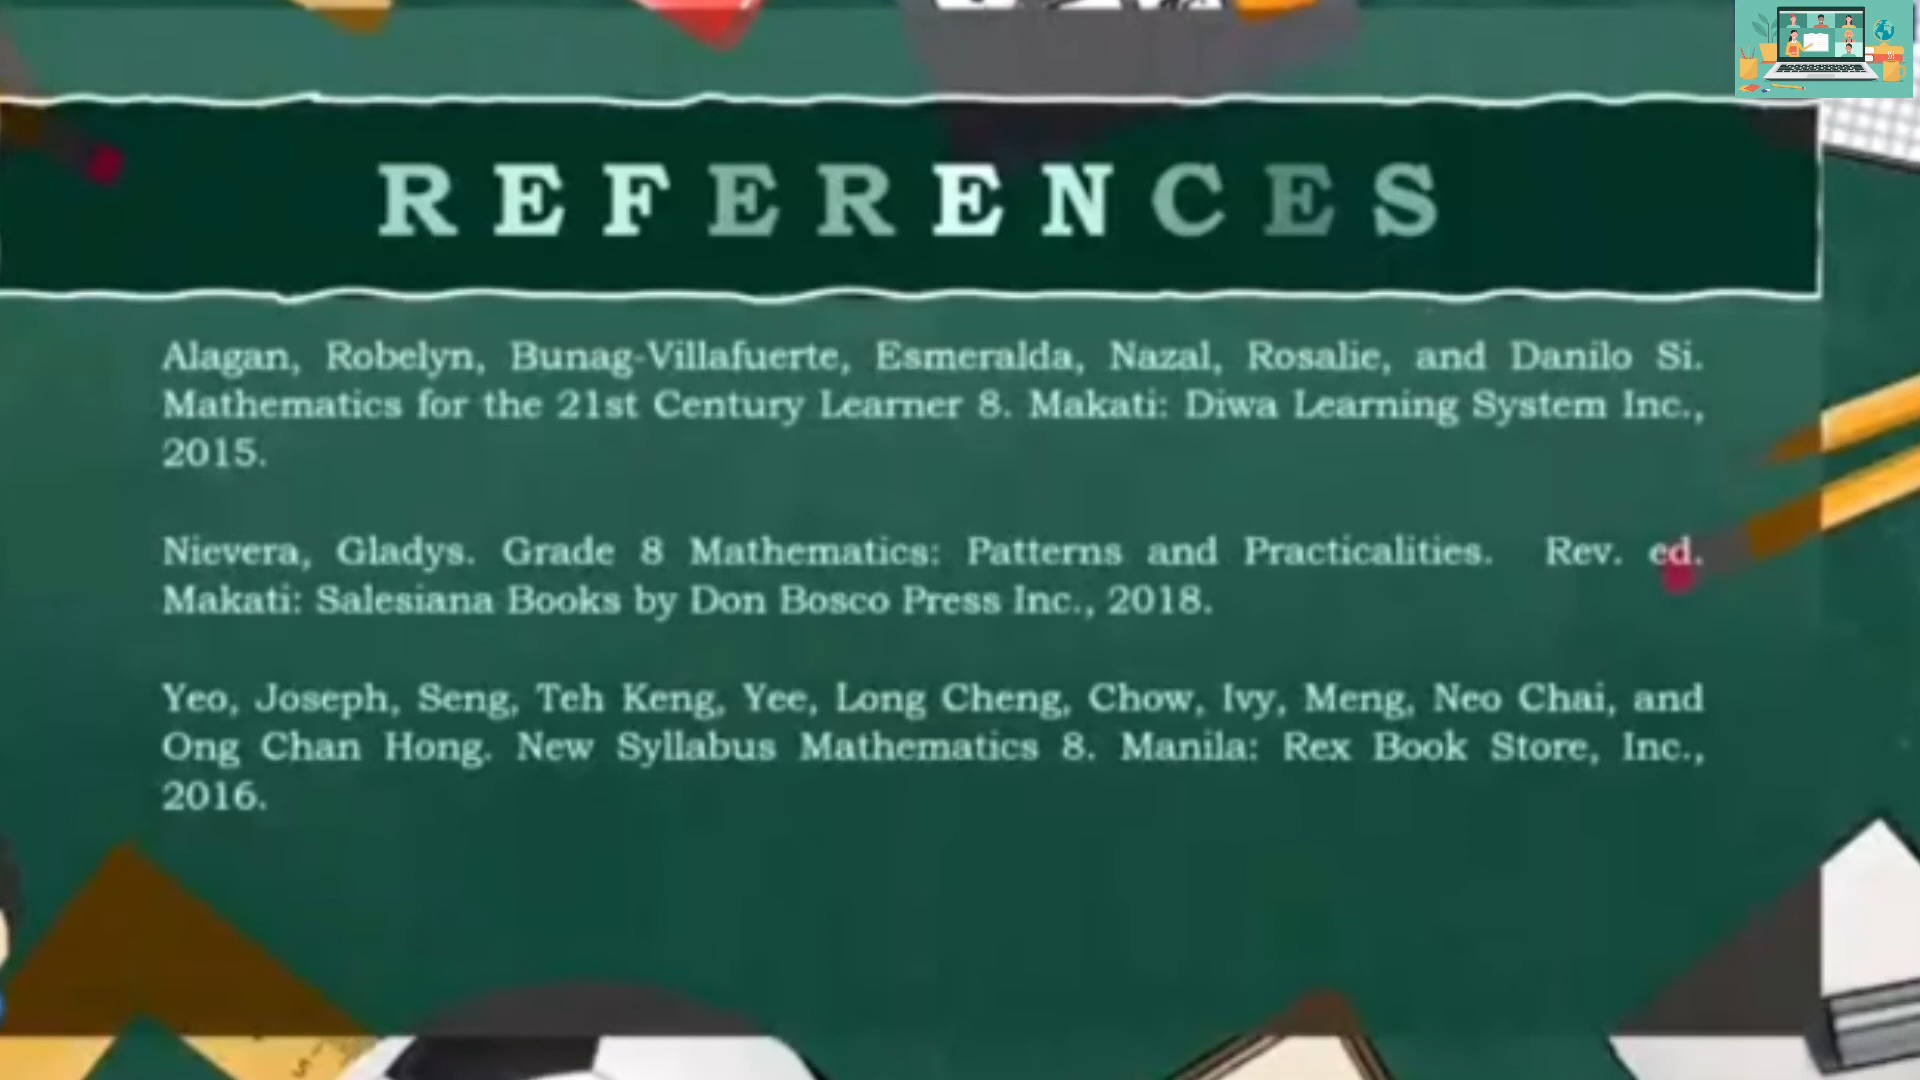 REFERENCES
Alagan, Robelyn, Bunag-Villafuerte, Esmeralda, Nazal, Rosalie, and Danilo Si.
Mathematics for the 21st Century Learner 8. Makati: Diwa Learning System Inc.,
2015.
Nievera, Gladys. Grade 8 Mathematics: Patterns and Practicalities. Rev. ed.
Makati: Salesiana Books by Don Bosco Press Inc., 2018.
Yeo, Joseph, Seng, Teh Keng, Yee, Long Cheng, Chow, Ivy, Meng, Neo Chai, and
Ong Chan Hong. New Syllabus Mathematics 8. Manila: Rex Book Store, Inc.,
2016.